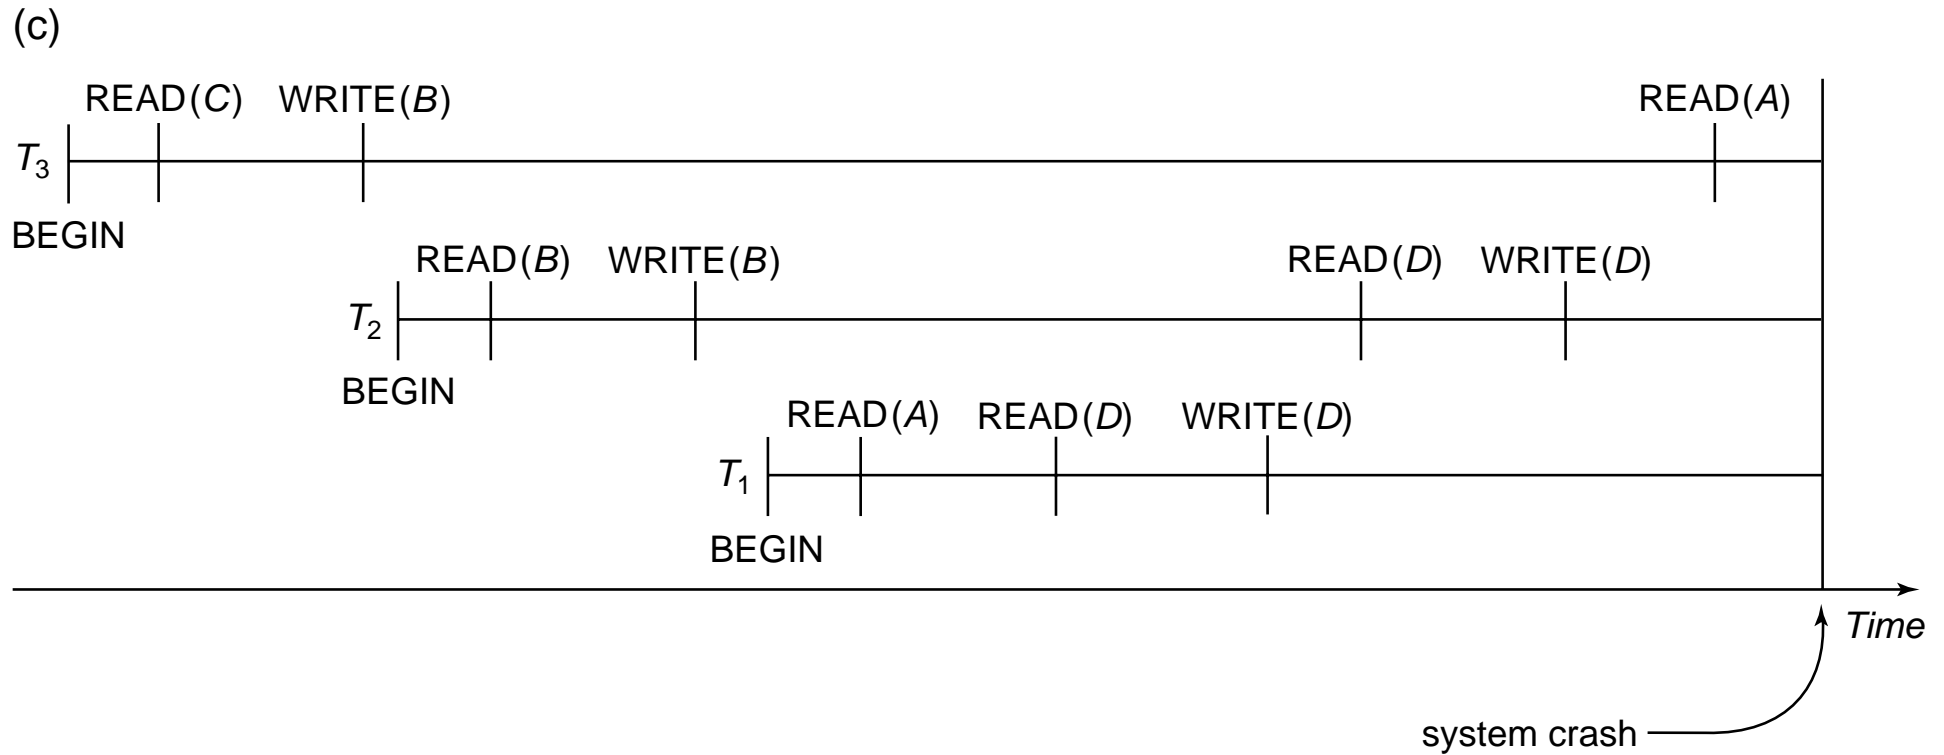 (c)
READ(C) WRITE(B) READ(A)
T3
BEGIN
READ(B) WRITE(B) READ(D) WRITE(D)
T2
BEGIN
READ(A) READ(D) WRITE(D)
T1
BEGIN
Time
system crash